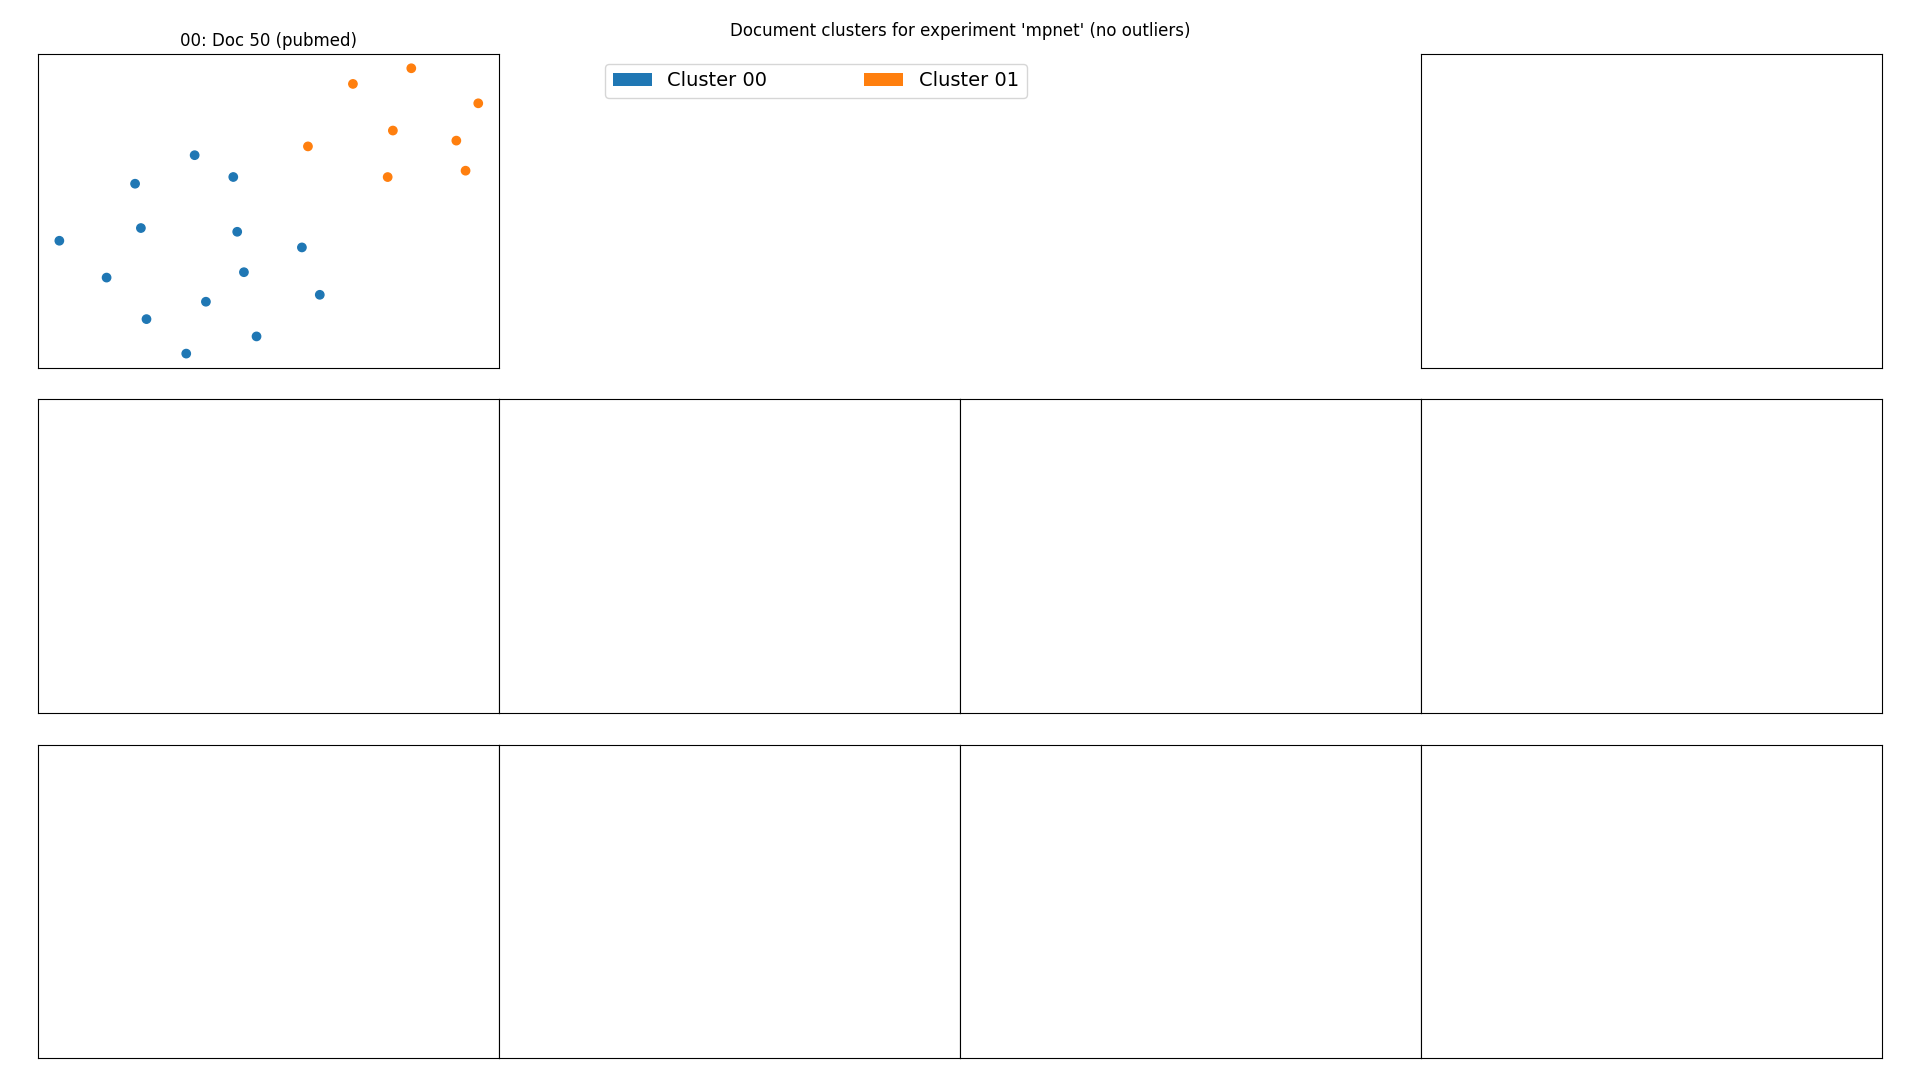 Document clusters for experiment 'mpnet' (no outliers)
00: Doc 50 (pubmed)
Cluster 00
Cluster 01